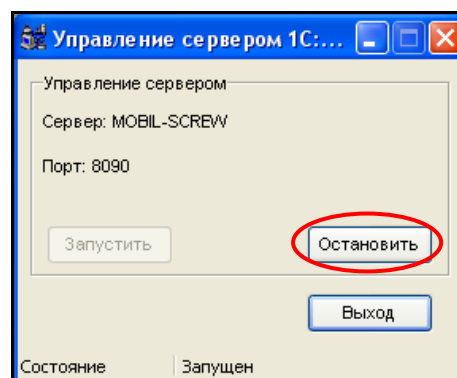 Управление сервером 1С:...
Управление сервером
Сервер: MOBIL-SCREW
Порт: 8090
Запустить Остановить
Выход
Состояние Запущен